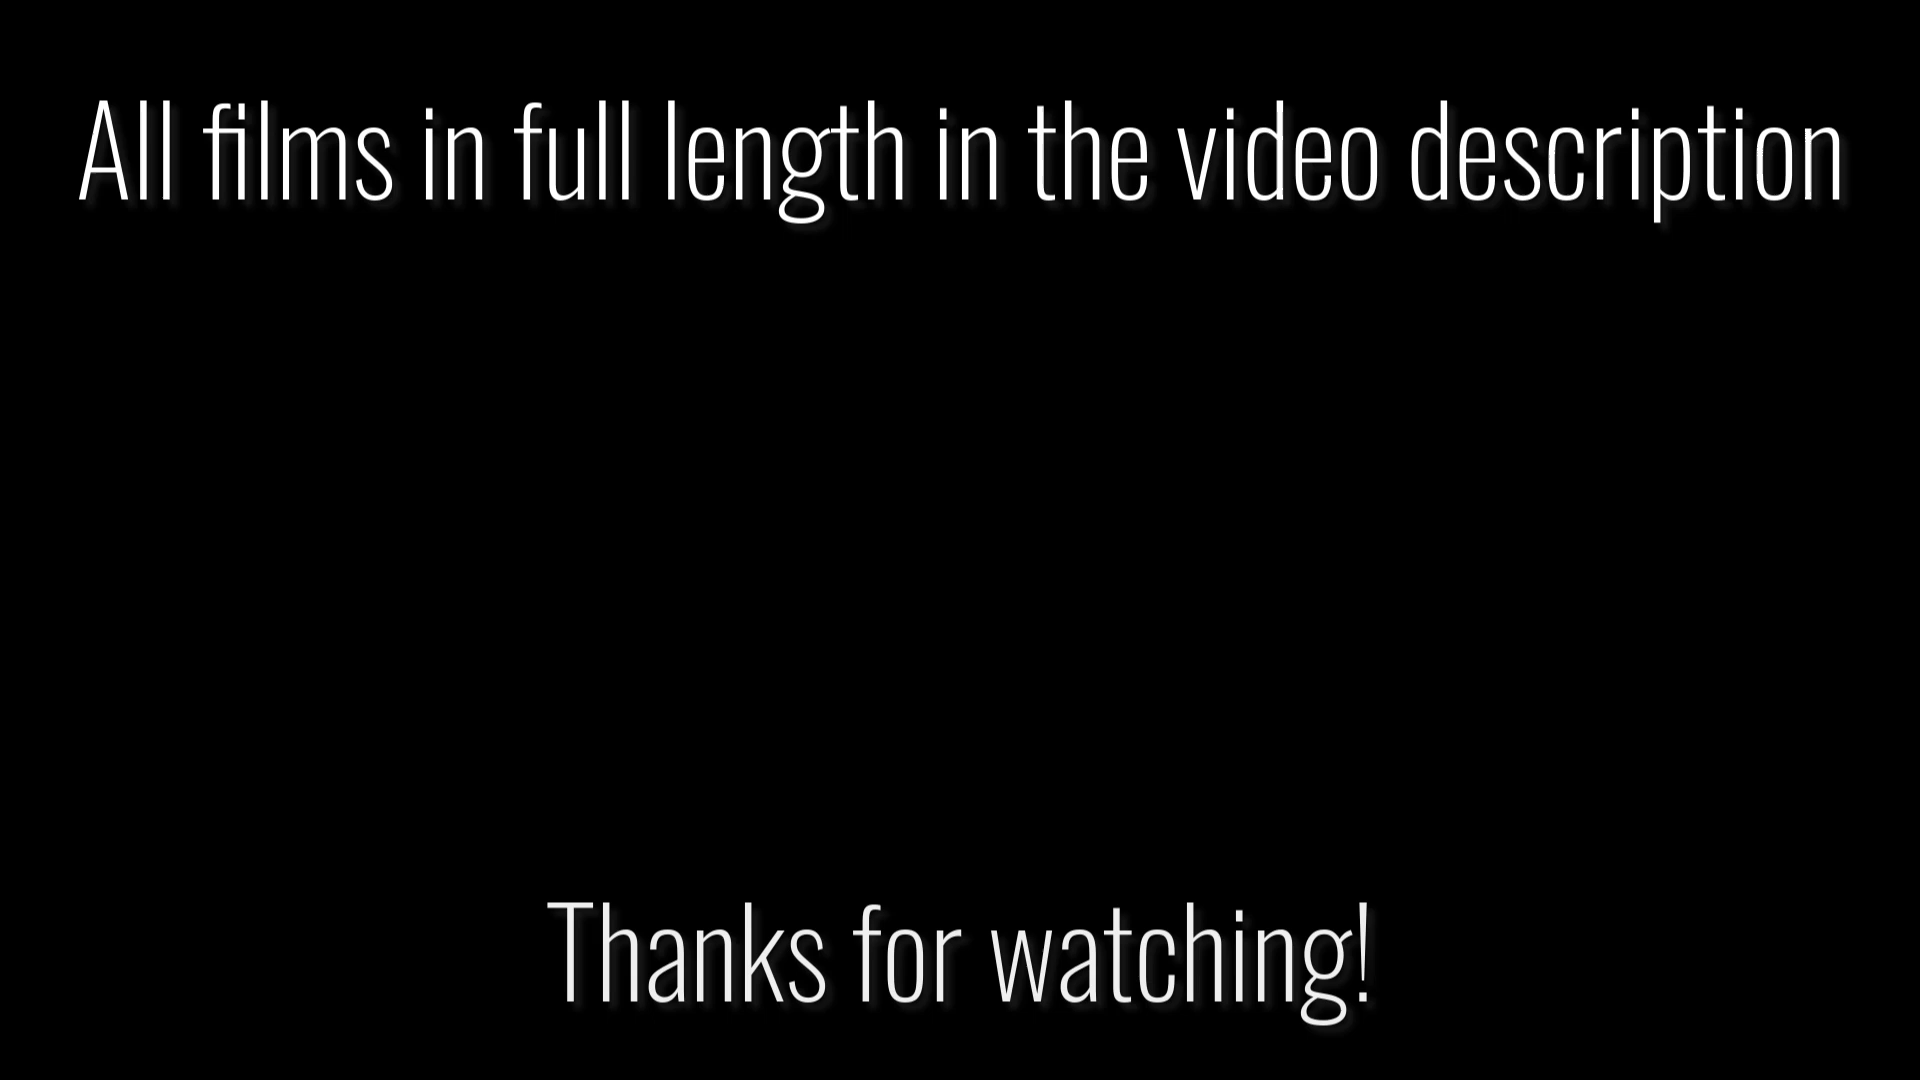 All films in full length in the video description
Thanks for watching!